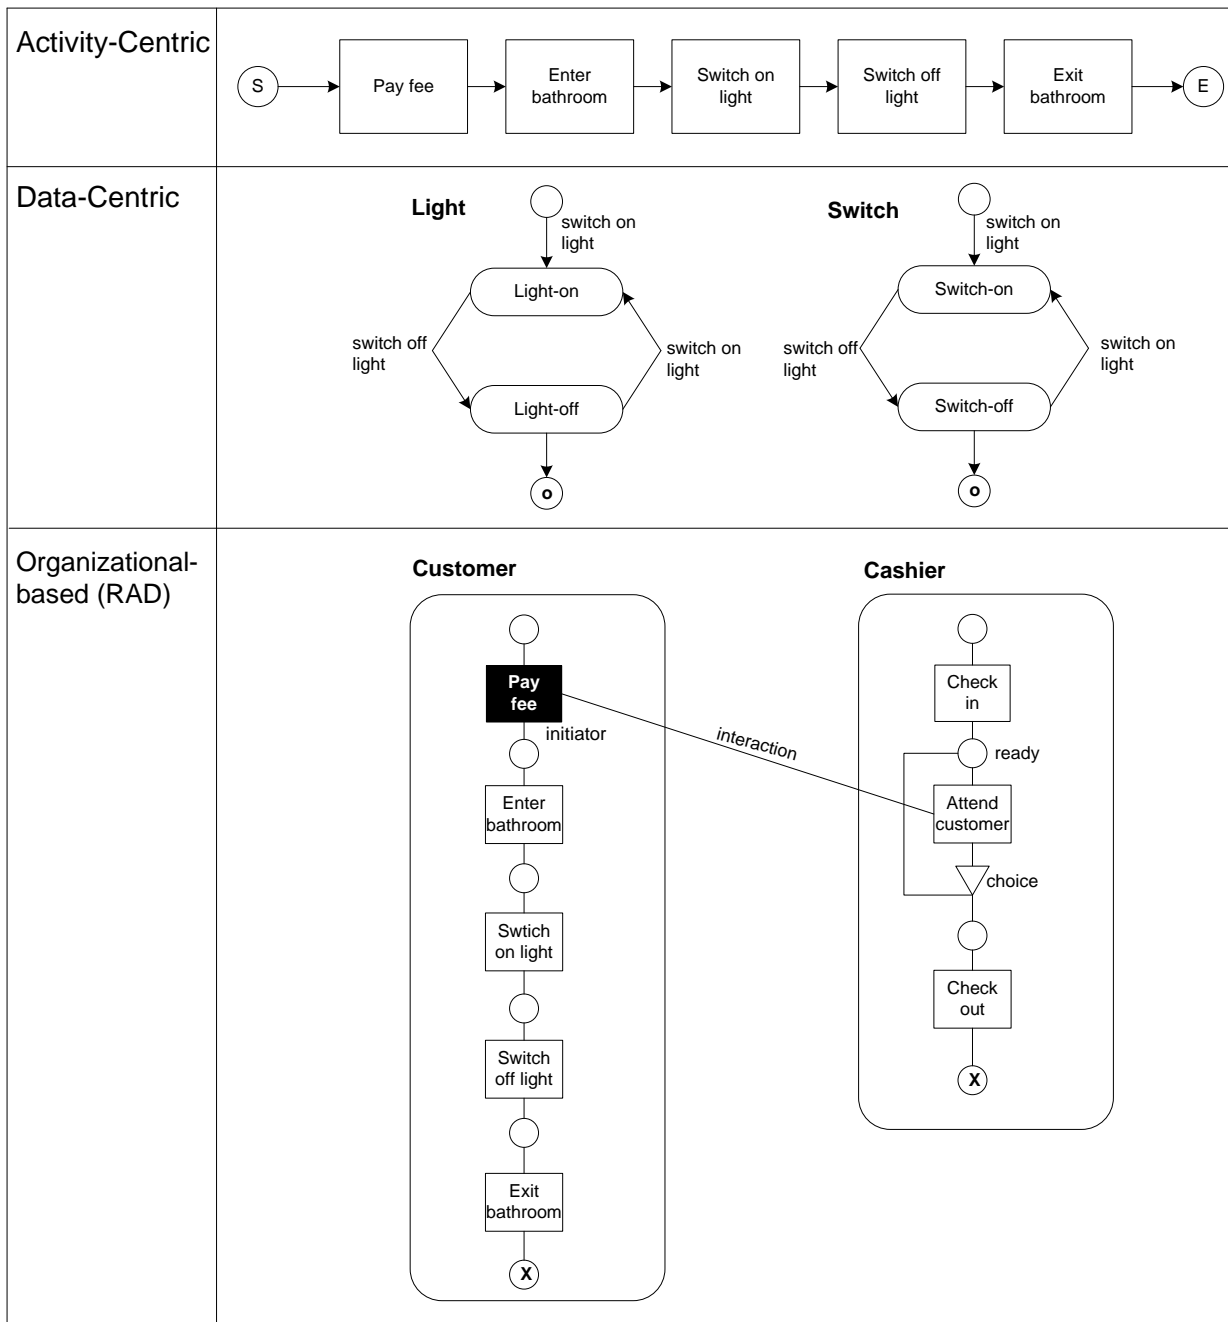 Activity-Centric
S
Pay fee
Enter
bathroom
Switch on
light
Switch off
light
Exit
bathroom
E
Data-Centric
Light
switch on
light
Light-on
switch off
light
switch on
light
Light-off
o
Switch
switch on
light
Switch-on
switch off
light
switch on
light
Switch-off
o
Organizational-
based (RAD)
Customer
Pay
fee
initiator
interaction
Enter
bathroom
Swtich
on light
Switch
off light
Exit
bathroom
X
Cashier
Check
in
ready
Attend
customer
choice
Check
out
X